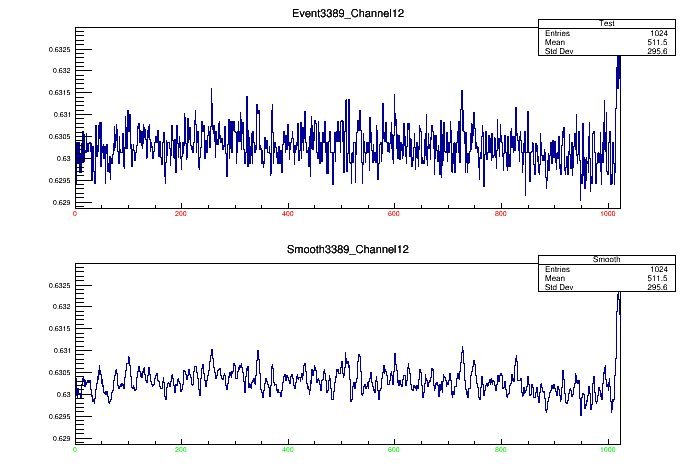 Event3389_Channel12
Test
Entries 1024
Mean 511.5
Std Dev 295.6
0.6325
0.632
0.6315
0.631
0.6305
0.63
0.6295
0.629
0 200 400 600 800 1000
Smooth3389_Channel12
Smooth
Entries 1024
Mean 511.5
Std Dev 295.6
0.6325
0.632
0.6315
0.631
0.6305
0.63
0.6295
0.629
0 200 400 600 800 1000